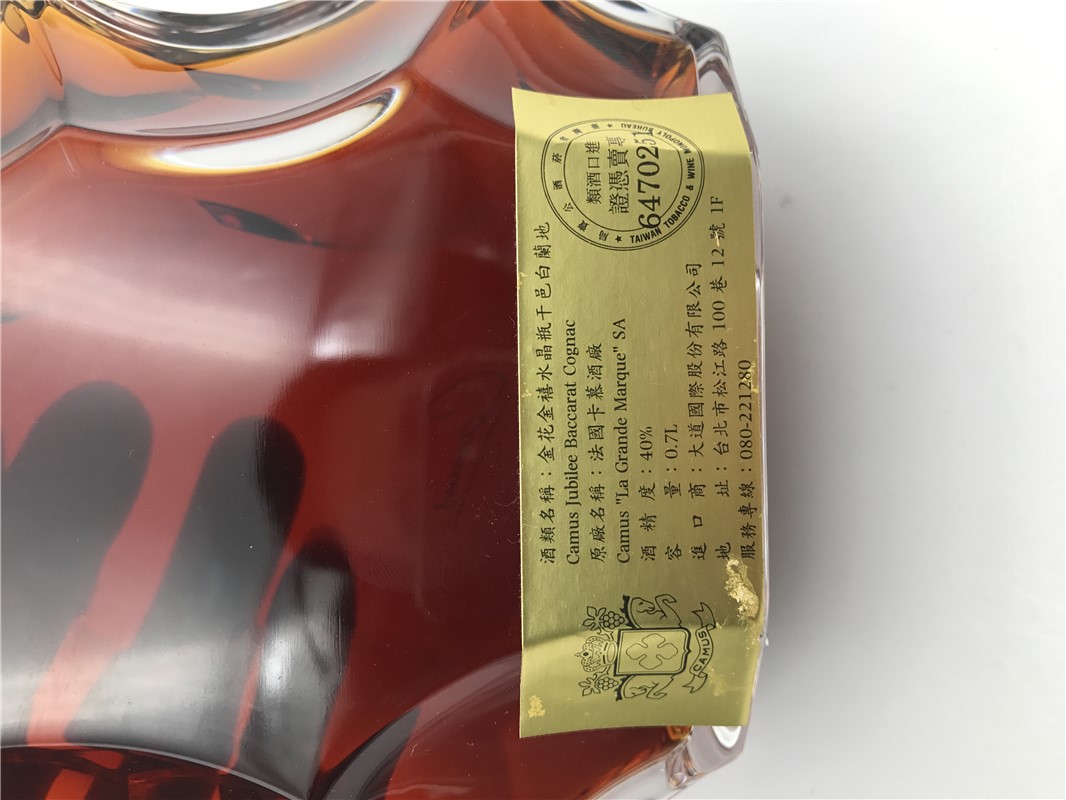 酒類名稱：金花金禧水晶瓶干邑白蘭地
Camus Jubilee Baccarat Cognac
原廠名稱：法國卡慕酒廠
Camus "La Grande Marque" SA
酒精度：40%
容量：0.7L
進口商：大道國際股份有限公司
地址：台北市松江路100巷12-號1F
服務專線：080-221280
CAMUS
進口酒類
專賣憑證
6470251
TAIWAN TOBACCO & WINE MONOPOLY BUREAU